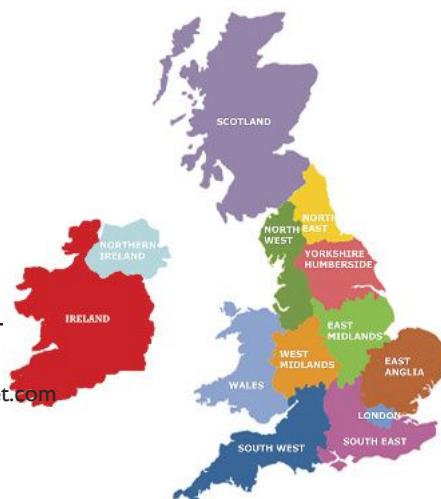 SCOTLAND
NORTH
EAST
NORTH
WEST
YORKSHIRE
HUMBERSIDE
NORTHERN
IRELAND
IRELAND
EAST
MIDLANDS
WEST
MIDLANDS
EAST
ANGLIA
WALES
et.com
LONDON
SOUTH WEST
SOUTH EAST